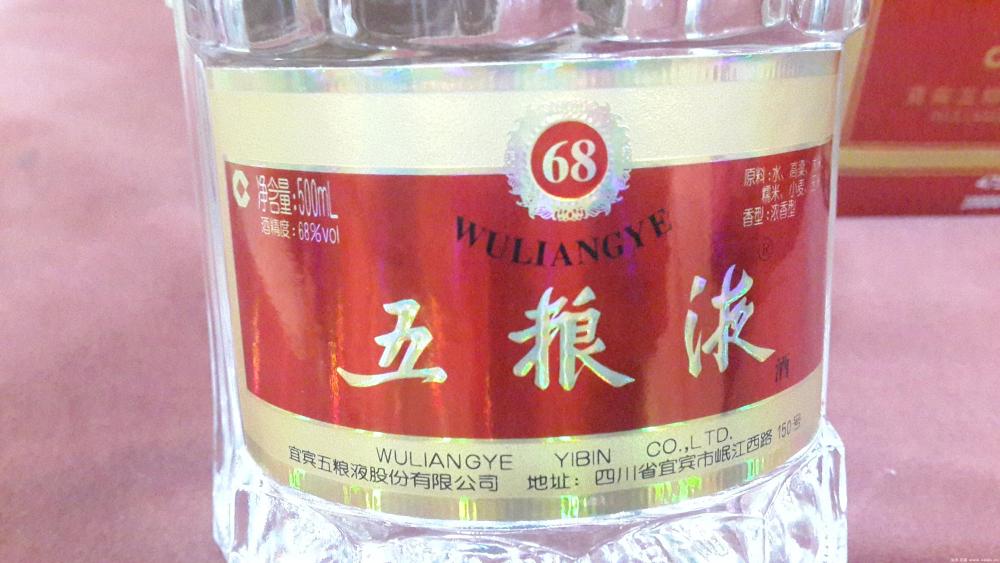 68
净含量:500mL
酒精度:68%vol
原料:水、高粱、
糯米、小麦、
香型:浓香型
WULIANGYE
®
五粮液
酒
WULIANGYE YIBIN CO.,LTD.
宜宾五粮液股份有限公司 地址：四川省宜宾市岷江西路150号